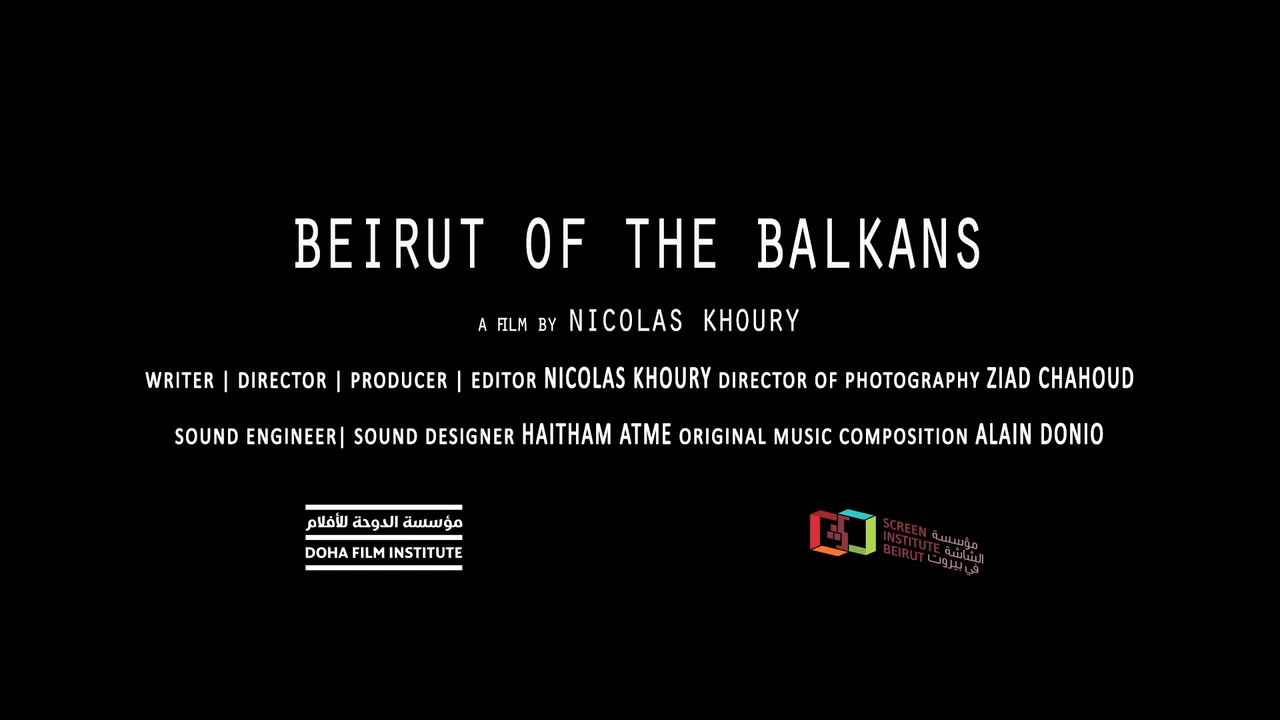 BEIRUT OF THE BALKANS
A FILM BY NICOLAS KHOURY
WRITER | DIRECTOR | PRODUCER | EDITOR NICOLAS KHOURY DIRECTOR OF PHOTOGRAPHY ZIAD CHAHOUD
SOUND ENGINEER| SOUND DESIGNER HAITHAM ATME ORIGINAL MUSIC COMPOSITION ALAIN DONIO
مؤسسة الدوحة للأفلام
DOHA FILM INSTITUTE
SCREEN
INSTITUTE
BEIRUT
مؤسسة
الشاشة
في بيروت